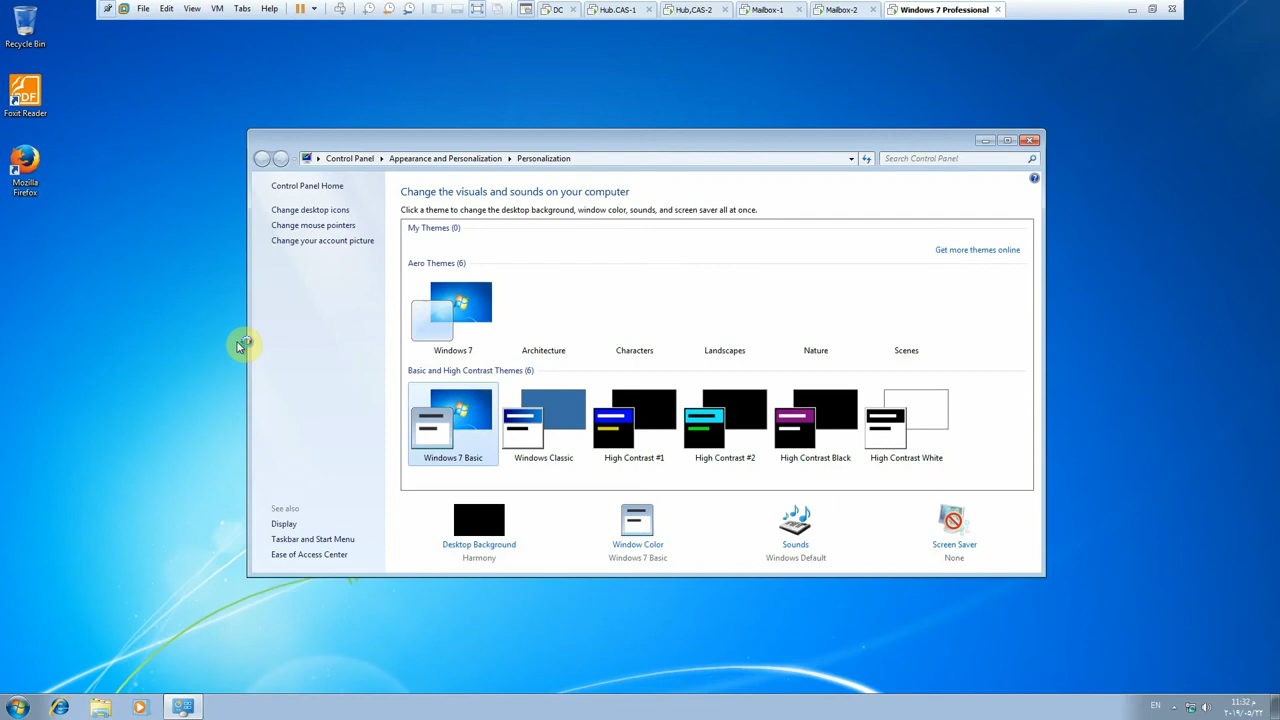 File Edit View VM Tabs Help DC Hub.CAS-1 Hub,CAS-2 Mailbox-1 Mailbox-2 Windows 7 Professional
Recycle Bin
PDF
Foxit Reader
Mozilla
Firefox
Control Panel Appearance and Personalization Personalization
Search Control Panel
Control Panel Home
Change desktop icons
Change mouse pointers
Change your account picture
See also
Display
Taskbar and Start Menu
Ease of Access Center
Change the visuals and sounds on your computer
Click a theme to change the desktop background, window color, sounds, and screen saver all at once.
My Themes (0)
Get more themes online
Aero Themes (6)
Windows 7 Architecture Characters Landscapes Nature Scenes
Basic and High Contrast Themes (6)
Windows 7 Basic Windows Classic High Contrast #1 High Contrast #2 High Contrast Black High Contrast White
Desktop Background Window Color Sounds Screen Saver
Harmony Windows 7 Basic Windows Default None
EN
11:32 م
٢٠١٩/٠٥/٢٢